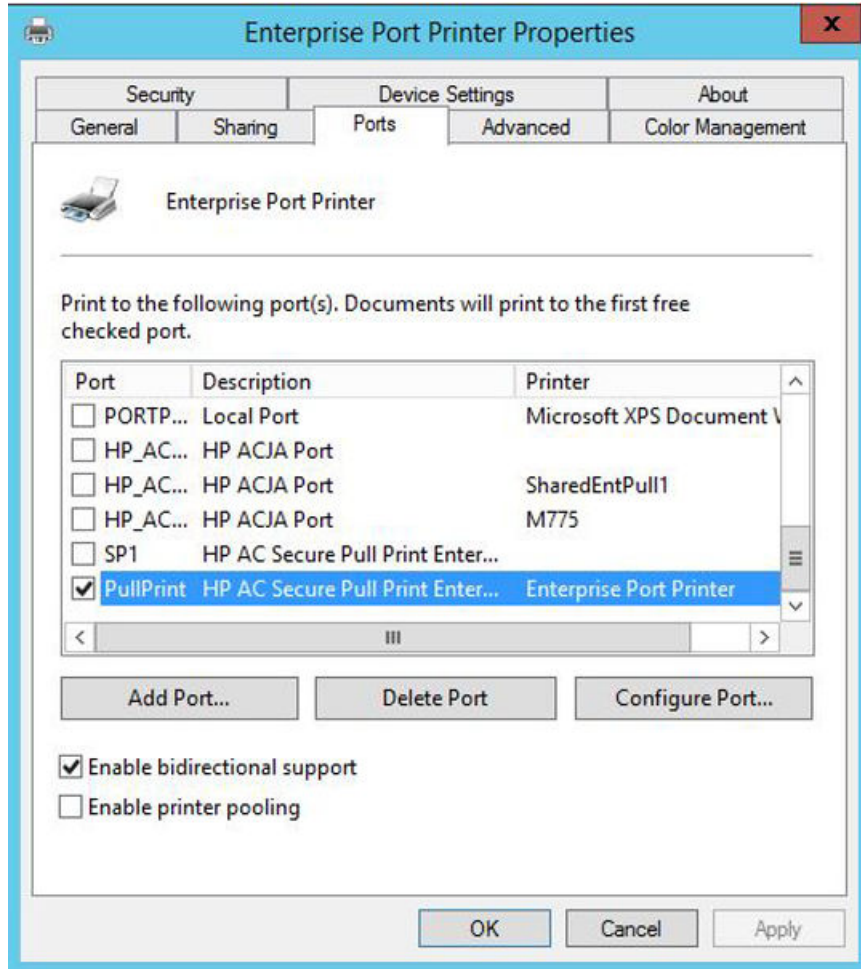 Enterprise Port Printer Properties
x
Security Device Settings About
General Sharing Ports Advanced Color Management
Enterprise Port Printer
Print to the following port(s). Documents will print to the first free
checked port.
Port Description Printer
PORTP... Local Port Microsoft XPS Document
HP_AC... HP ACJA Port
HP_AC... HP ACJA Port SharedEntPull1
HP_AC... HP ACJA Port M775
SP1 HP AC Secure Pull Print Enter...
PullPrint HP AC Secure Pull Print Enter... Enterprise Port Printer
Add Port... Delete Port Configure Port...
Enable bidirectional support
Enable printer pooling
OK Cancel Apply